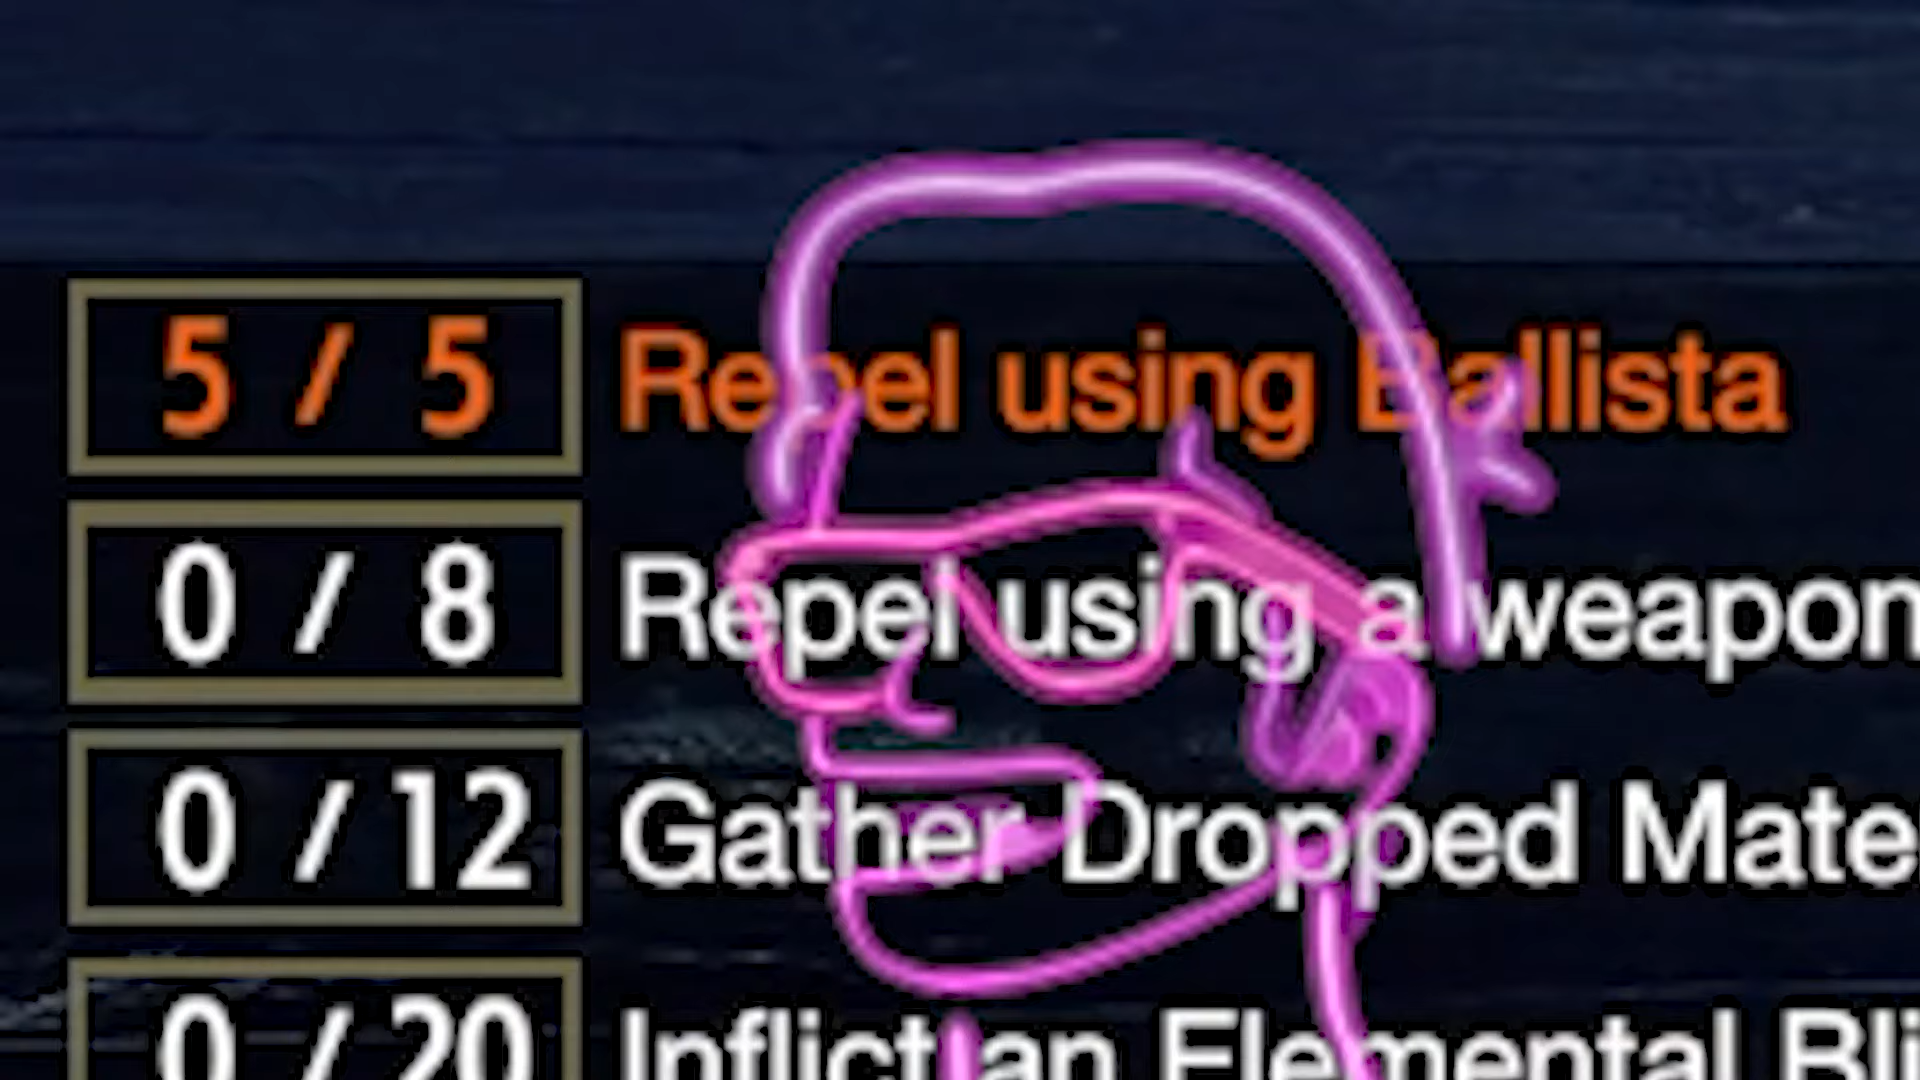 5 / 5 Repel using Ballista
0 / 8 Repel using a weapon
0 / 12 Gather Dropped Mate
0 / 20 Inflict an Elemental Bli